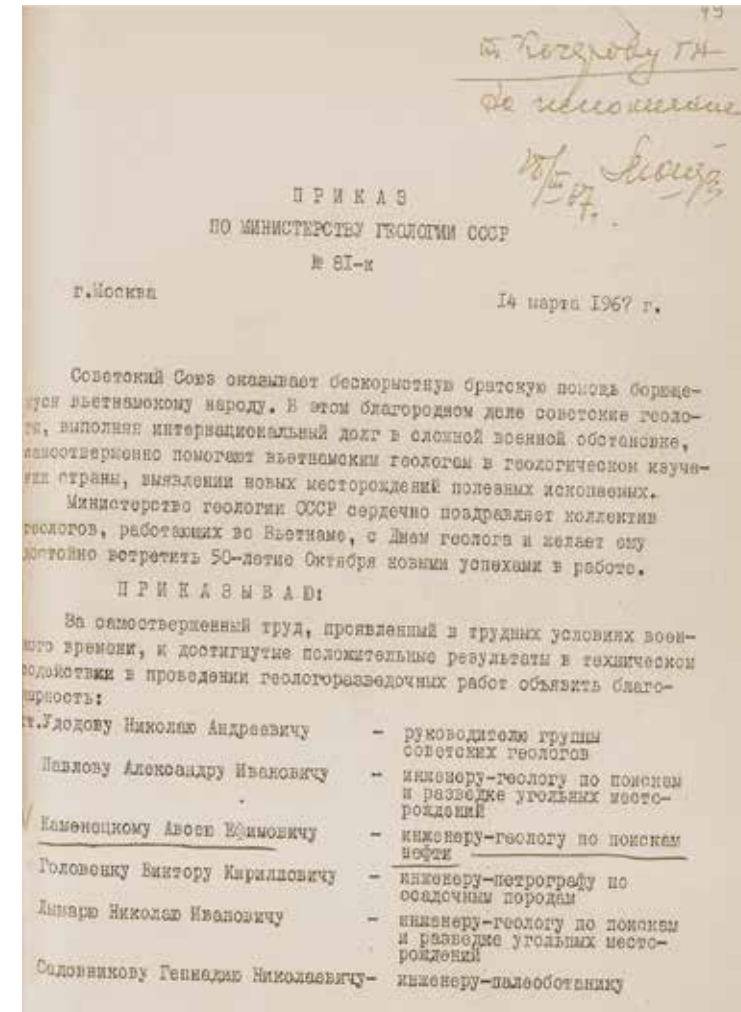 49
т. Кочерову ГН
ПРИКАЗ
ПО МИНИСТЕРСТВУ ГЕОЛОГИИ СССР
№ 81-к
г.Москва
14 марта 1967 г.
Советский Союз оказывает бескорыстную братскую помощь борюще-
уся вьетнамскому народу. В этом благородном деле советские геоло-
ги, выполняя интернациональный долг в сложной военной обстановке,
самоотверженно помогают вьетнамским геологам в геологическом изуче-
нии страны, выявлении новых месторождений полезных ископаемых.
Министерство геологии СССР сердечно поздравляет коллектив
геологов, работающих во Вьетнаме, с Днем геолога и желает ему
достойно встретить 50-летие Октября новыми успехами в работе.
ПРИКАЗЫВАЮ:
За самоотверженный труд, проявленный в трудных условиях воен-
ного времени, и достигнутые положительные результаты в техническом
содействии в проведении геологоразведочных работ объявить благо-
дарность:
т.Удодову Николаю Андреевичу - руководителю группы
советских геологов
Павлову Александру Ивановичу - инженеру-геологу по поискам
и разведке угольных место-
рождений
Каменецкому Авсею Ефимовичу - инженеру-геологу по поискам
нефти
Головенку Виктору Кирилловичу - инженеру-петрографу по
осадочным породам
Лымарю Николаю Ивановичу - инженеру-геологу по поискам
и разведке угольных место-
рождений
Садовникову Геннадию Николаевичу- инженеру-палеоботанику